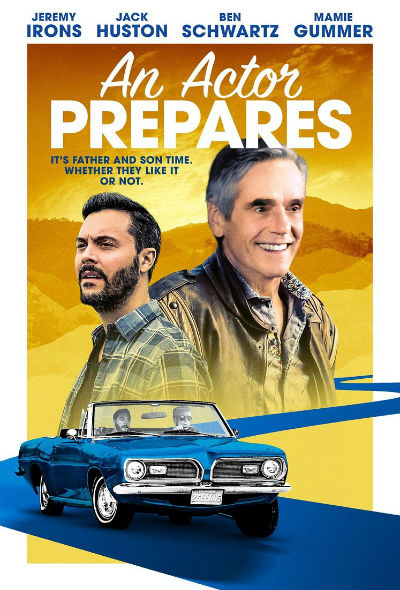 JEREMY IRONS
JACK HUSTON
BEN SCHWARTZ
MAMIE GUMMER
An Actor
PREPARES
IT'S FATHER AND SON TIME.
WHETHER THEY LIKE IT
OR NOT.